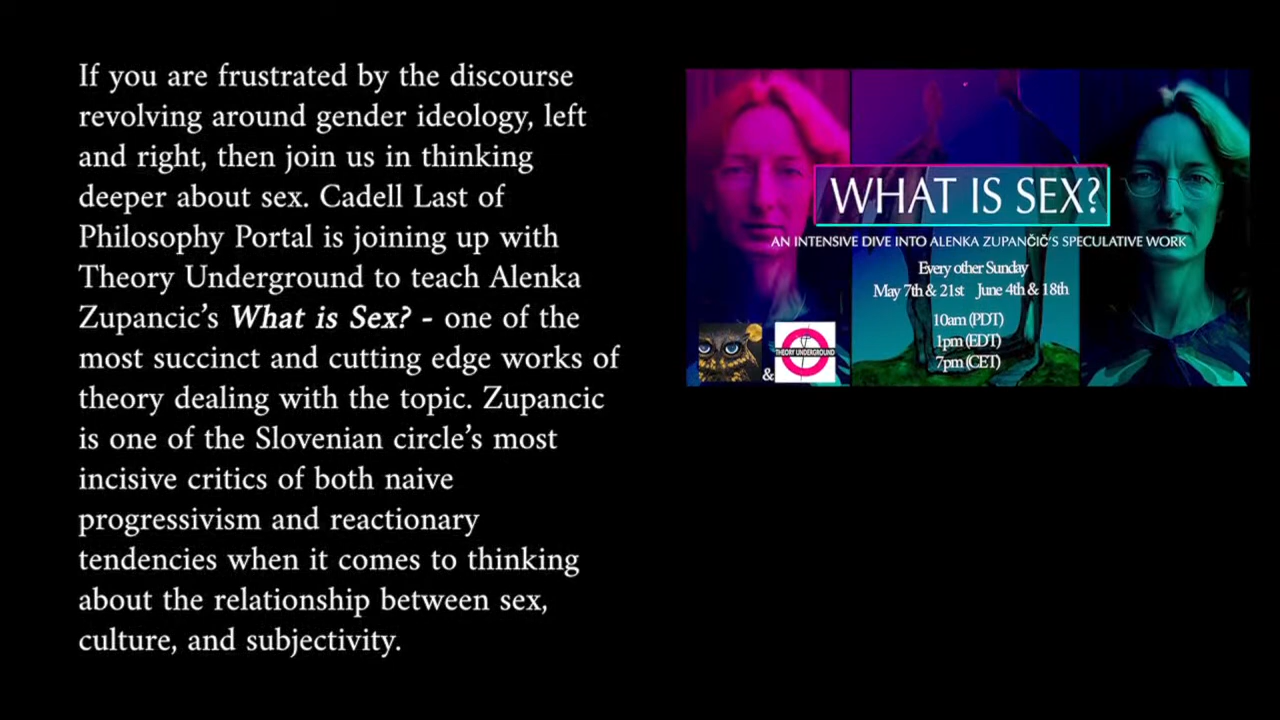 If you are frustrated by the discourse
revolving around gender ideology, left
and right, then join us in thinking
deeper about sex. Cadell Last of
Philosophy Portal is joining up with
Theory Underground to teach Alenka
Zupancic’s What is Sex? - one of the
most succinct and cutting edge works of
theory dealing with the topic. Zupancic
is one of the Slovenian circle’s most
incisive critics of both naive
progressivism and reactionary
tendencies when it comes to thinking
about the relationship between sex,
culture, and subjectivity.
WHAT IS SEX?
AN INTENSIVE DIVE INTO ALENKA ZUPANČIČ'S SPECULATIVE WORK
Every other Sunday
May 7th & 21st June 4th & 18th
10am (PDT)
1pm (EDT)
7pm (CET)
&
THEORY UNDERGROUND